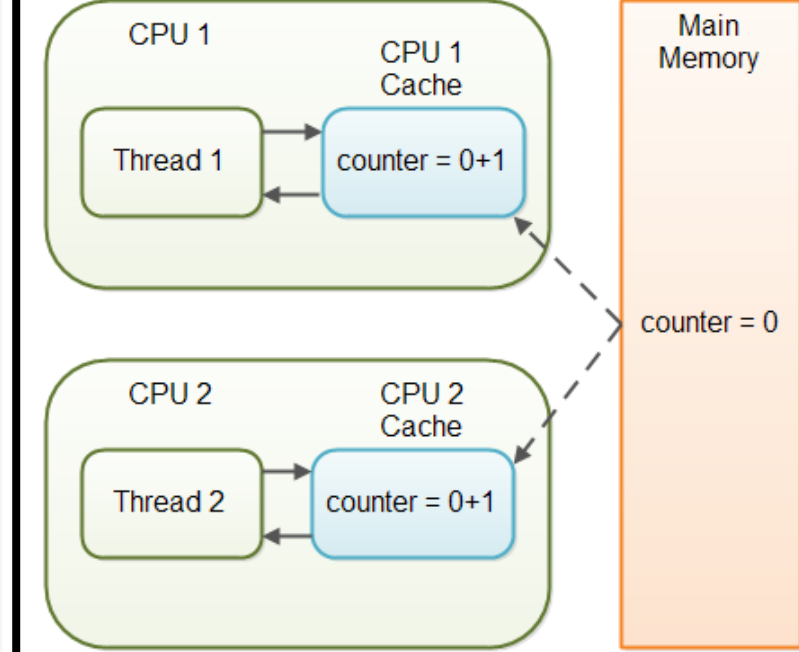 CPU 1
CPU 1
Cache
Thread 1
counter = 0+1
Main
Memory
counter = 0
CPU 2
CPU 2
Cache
Thread 2
counter = 0+1